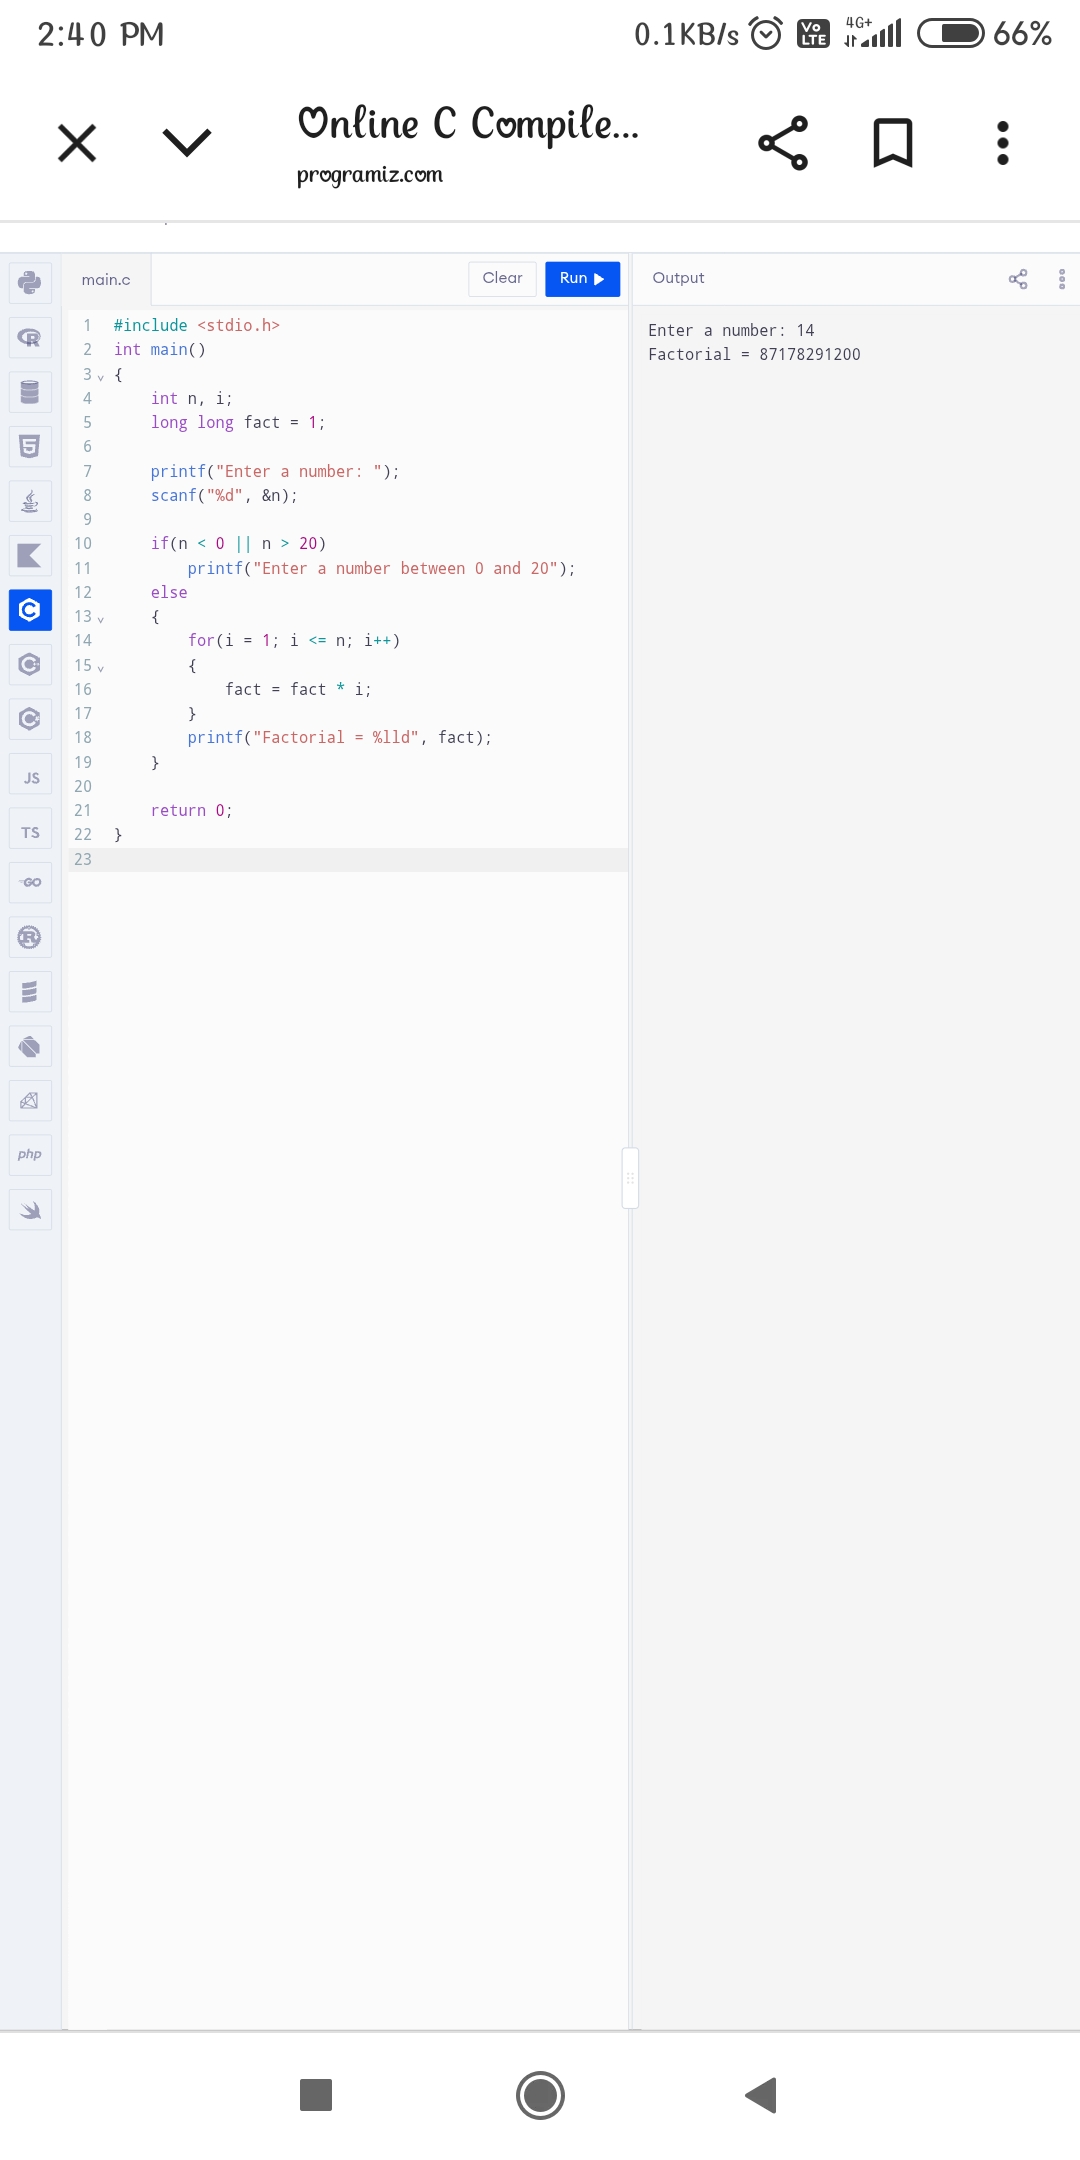 2:40 PM
0.1KB/s Vo LTE 4G+ 66%
Online C Compile...
programiz.com
main.c
Clear
Run
Output
1 #include <stdio.h>
2 int main()
3 {
4     int n, i;
5     long long fact = 1;
6
7     printf("Enter a number: ");
8     scanf("%d", &n);
9
10     if(n < 0 || n > 20)
11         printf("Enter a number between 0 and 20");
12     else
13     {
14         for(i = 1; i <= n; i++)
15         {
16             fact = fact * i;
17         }
18         printf("Factorial = %lld", fact);
19     }
20
21     return 0;
22 }
23
Enter a number: 14
Factorial = 87178291200
JS
TS
GO
php